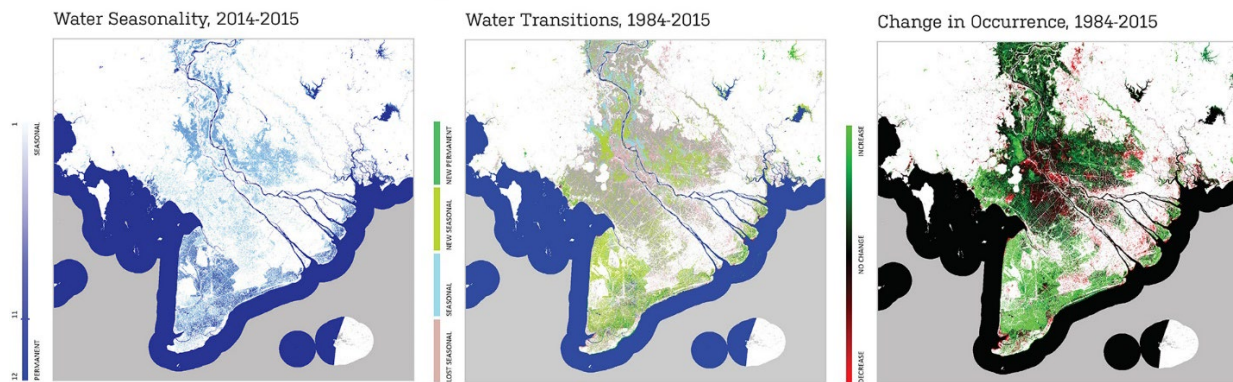 Water Seasonality, 2014-2015
Water Transitions, 1984-2015
Change in Occurrence, 1984-2015
1
SEASONAL
11
12
PERMANENT
NEW PERMANENT
NEW SEASONAL
SEASONAL
LOST SEASONAL
INCREASE
NO CHANGE
DECREASE